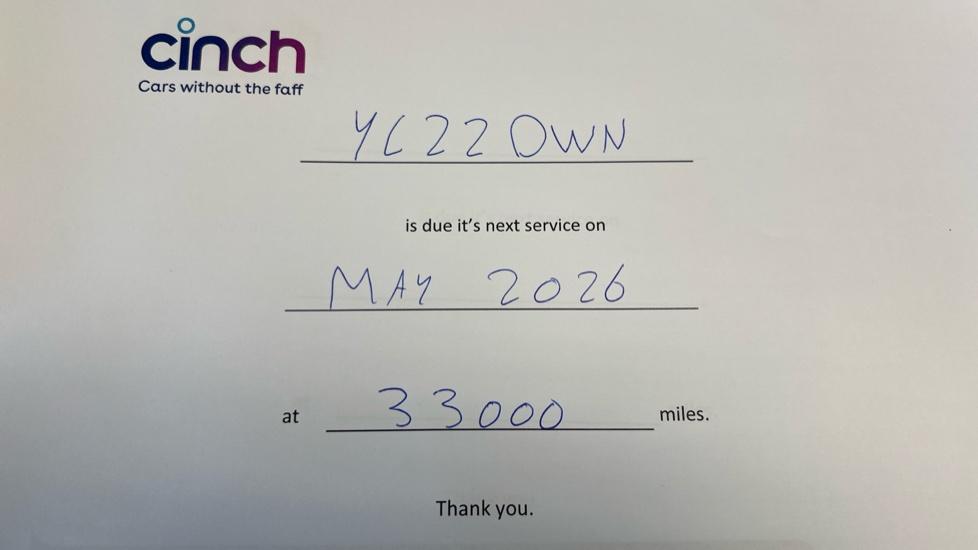 cinch
Cars without the faff
YC22 OWN
is due it's next service on
MAY 2026
at 33000 miles.
Thank you.